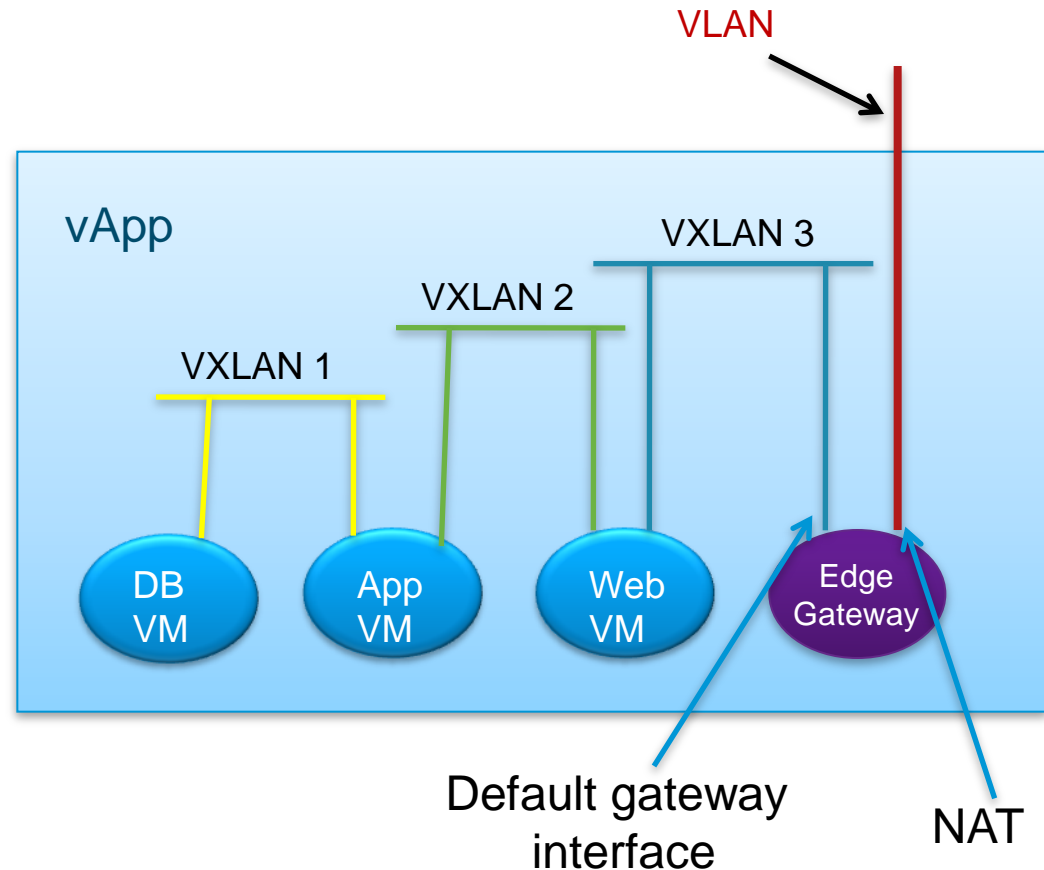 VLAN
vApp
VXLAN 3
VXLAN 2
VXLAN 1
DB
VM
App
VM
Web
VM
Edge
Gateway
Default gateway
interface
NAT